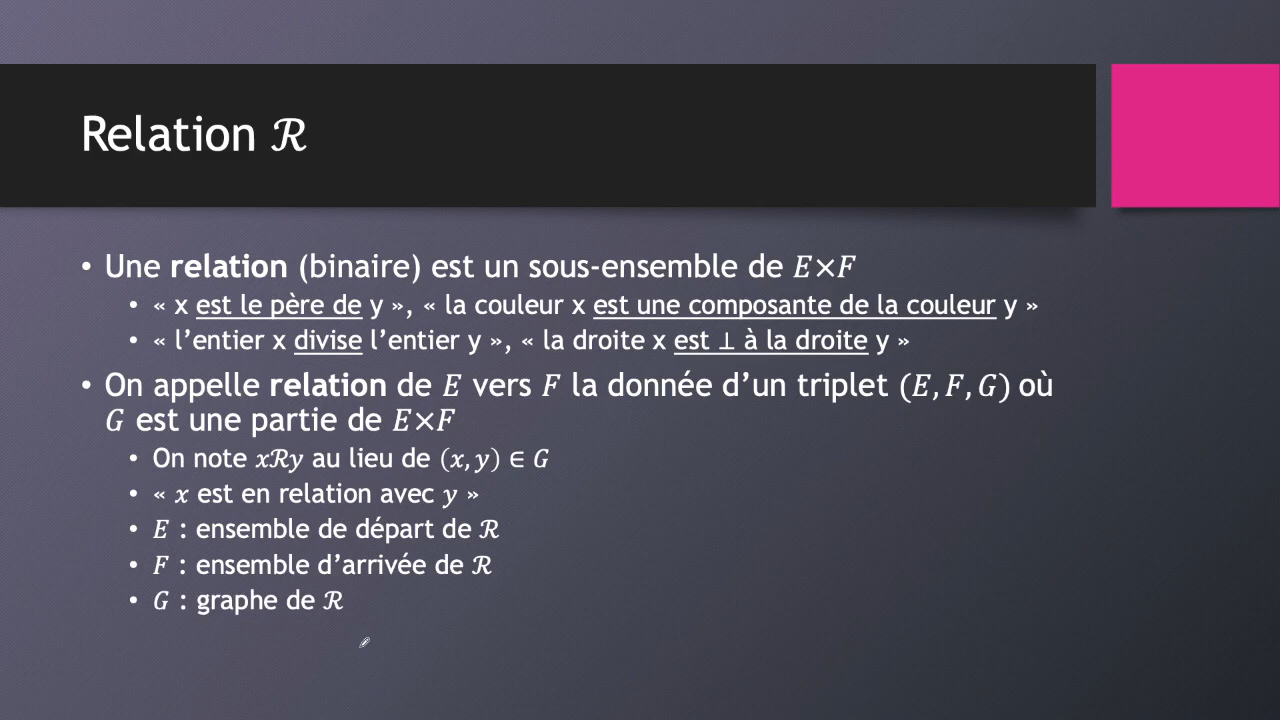 Relation ℛ
• Une relation (binaire) est un sous-ensemble de E×F
• « x est le père de y », « la couleur x est une composante de la couleur y »
• « l’entier x divise l’entier y », « la droite x est ⊥ à la droite y »
• On appelle relation de E vers F la donnée d’un triplet (E, F, G) où
G est une partie de E×F
• On note xℛy au lieu de (x, y) ∈ G
• « x est en relation avec y »
• E : ensemble de départ de ℛ
• F : ensemble d’arrivée de ℛ
• G : graphe de ℛ